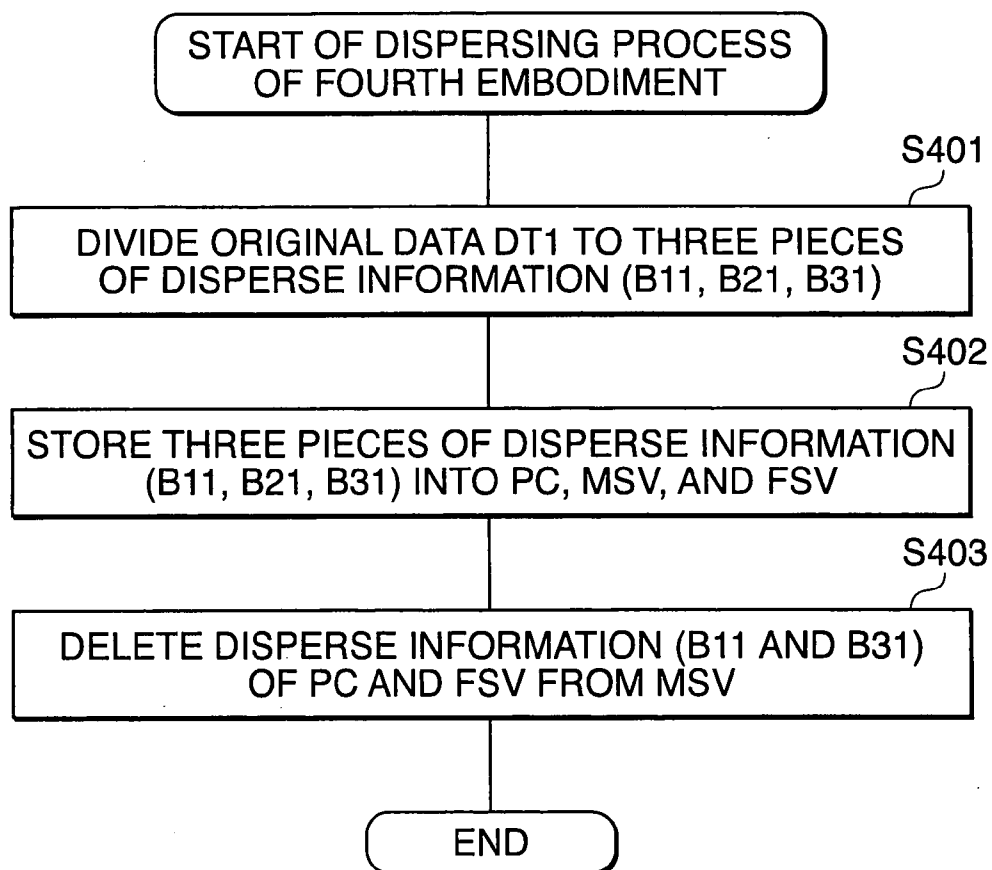 START OF DISPERSING PROCESS
OF FOURTH EMBODIMENT
S401
DIVIDE ORIGINAL DATA DT1 TO THREE PIECES
OF DISPERSE INFORMATION (B11, B21, B31)
S402
STORE THREE PIECES OF DISPERSE INFORMATION
(B11, B21, B31) INTO PC, MSV, AND FSV
S403
DELETE DISPERSE INFORMATION (B11 AND B31)
OF PC AND FSV FROM MSV
END